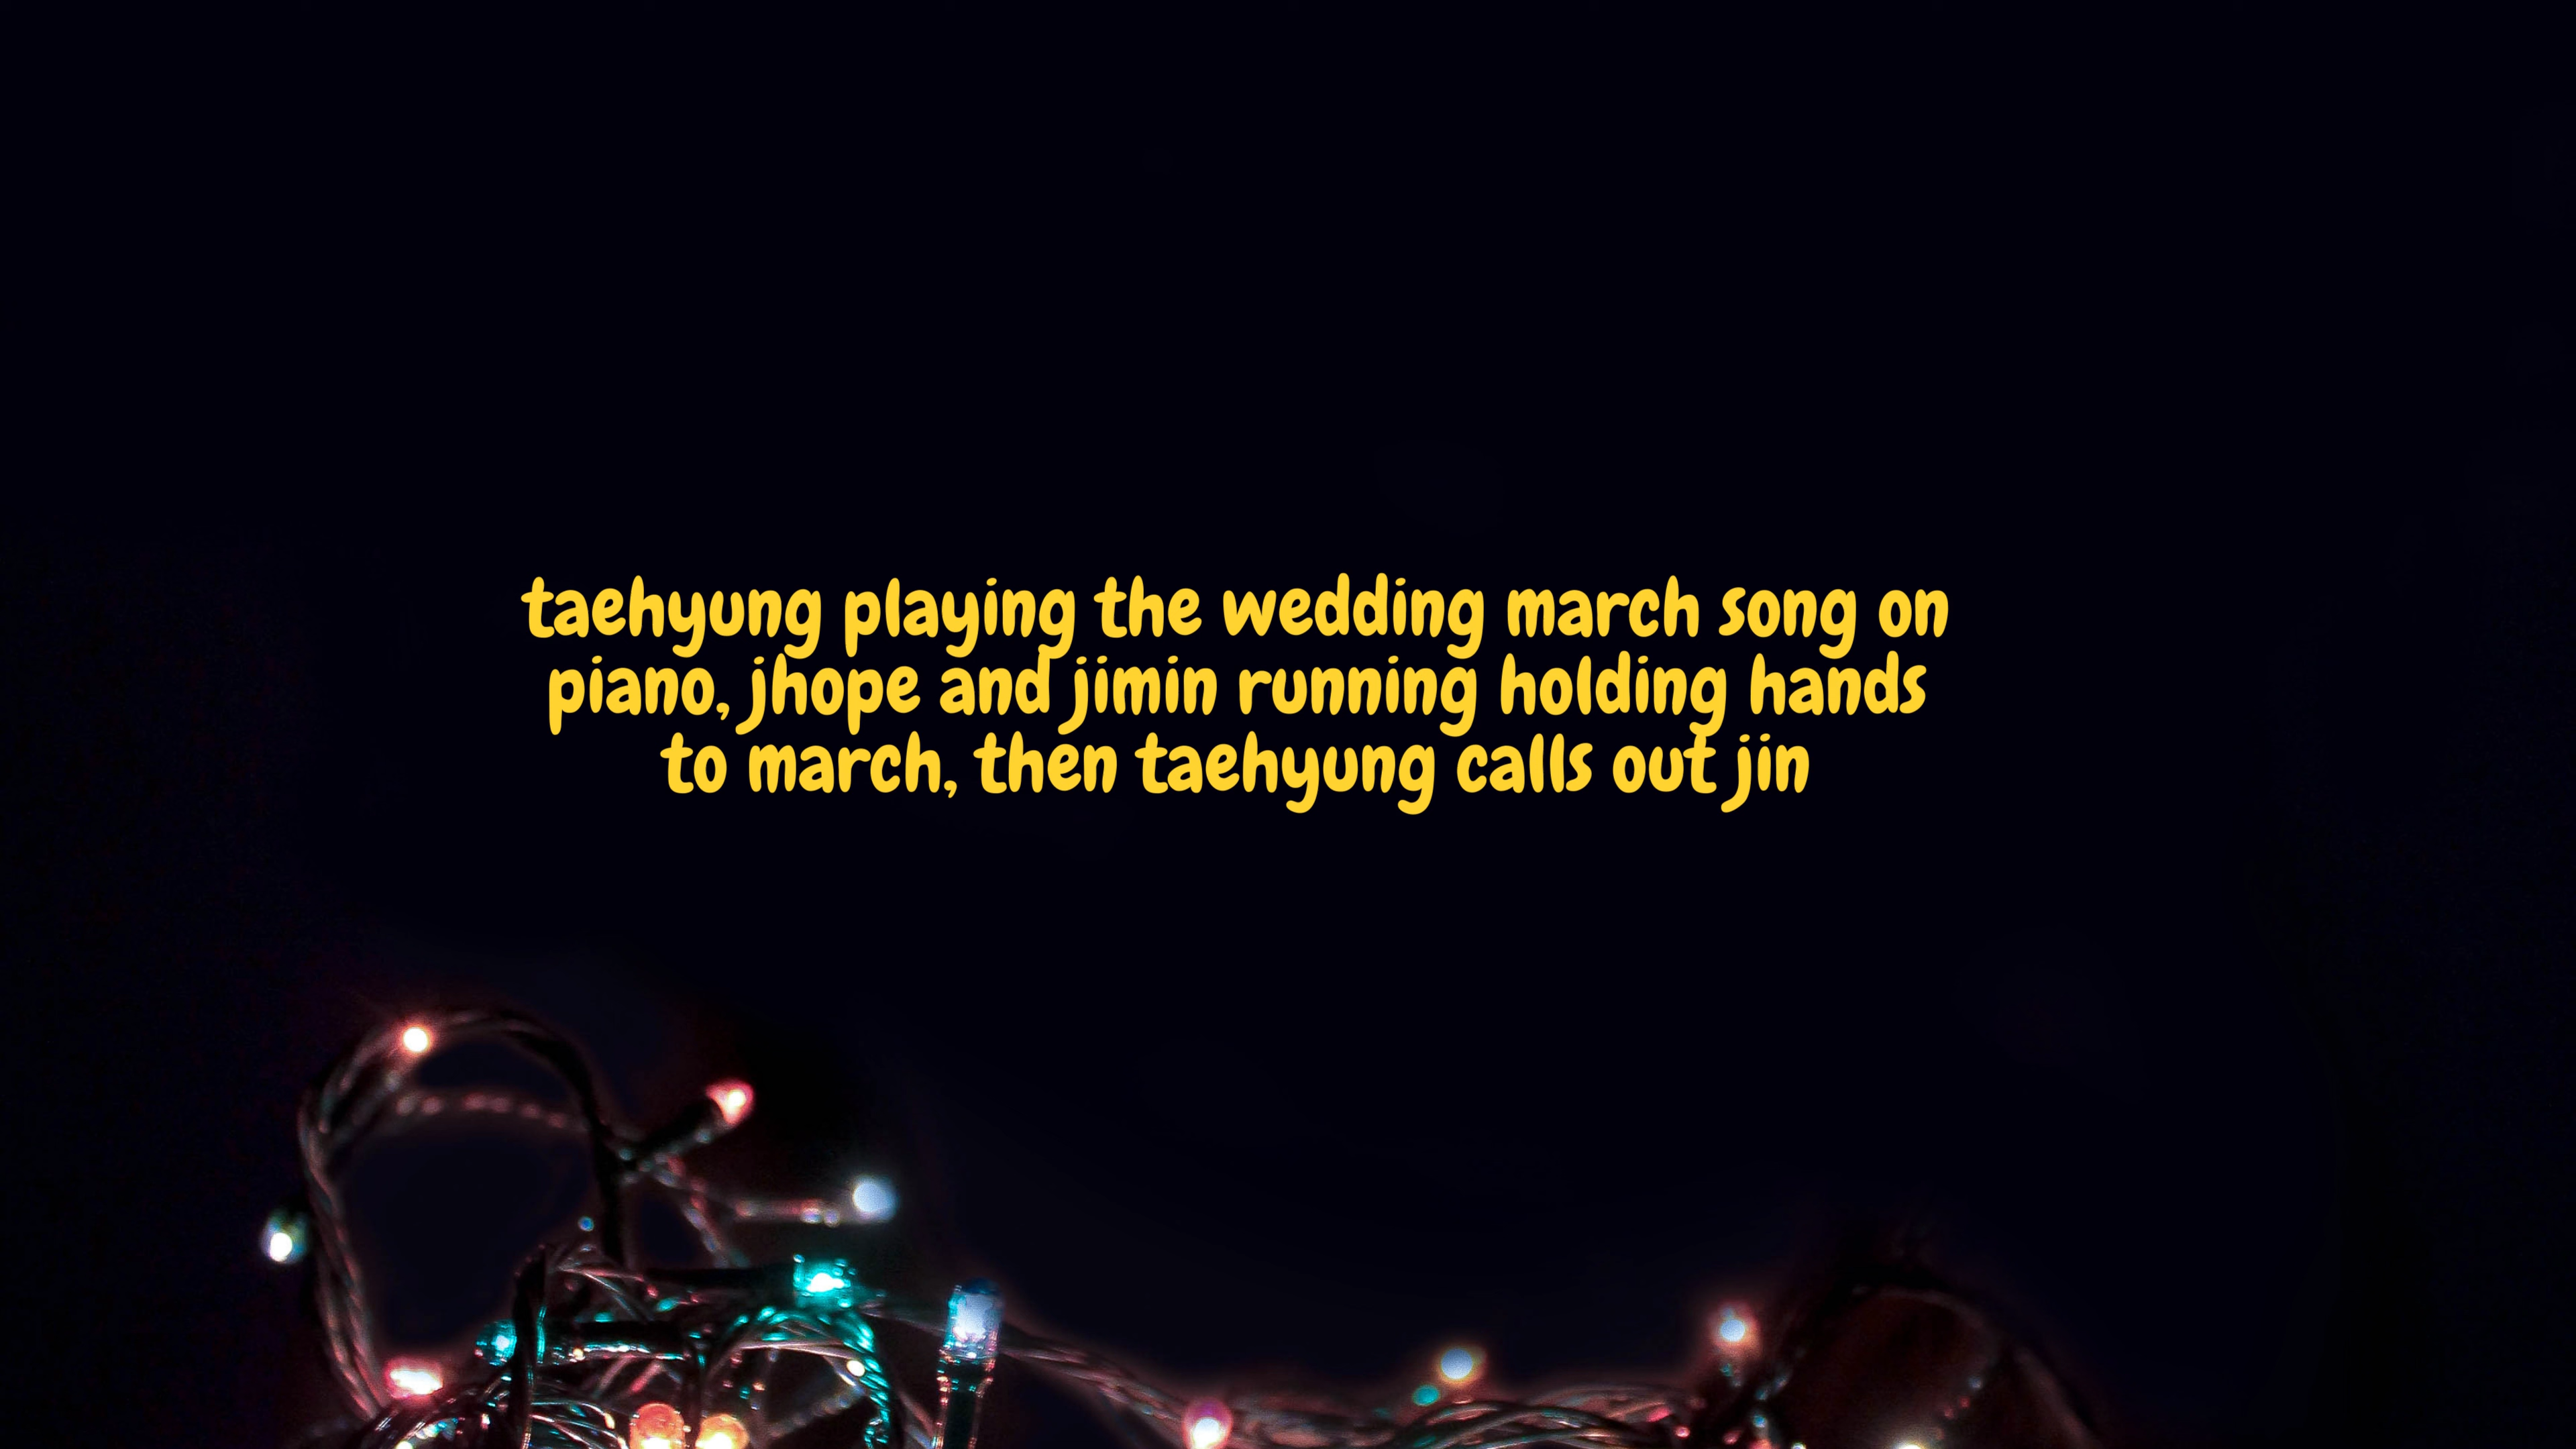 taehyung playing the wedding march song on
piano, jhope and jimin running holding hands
to march, then taehyung calls out jin